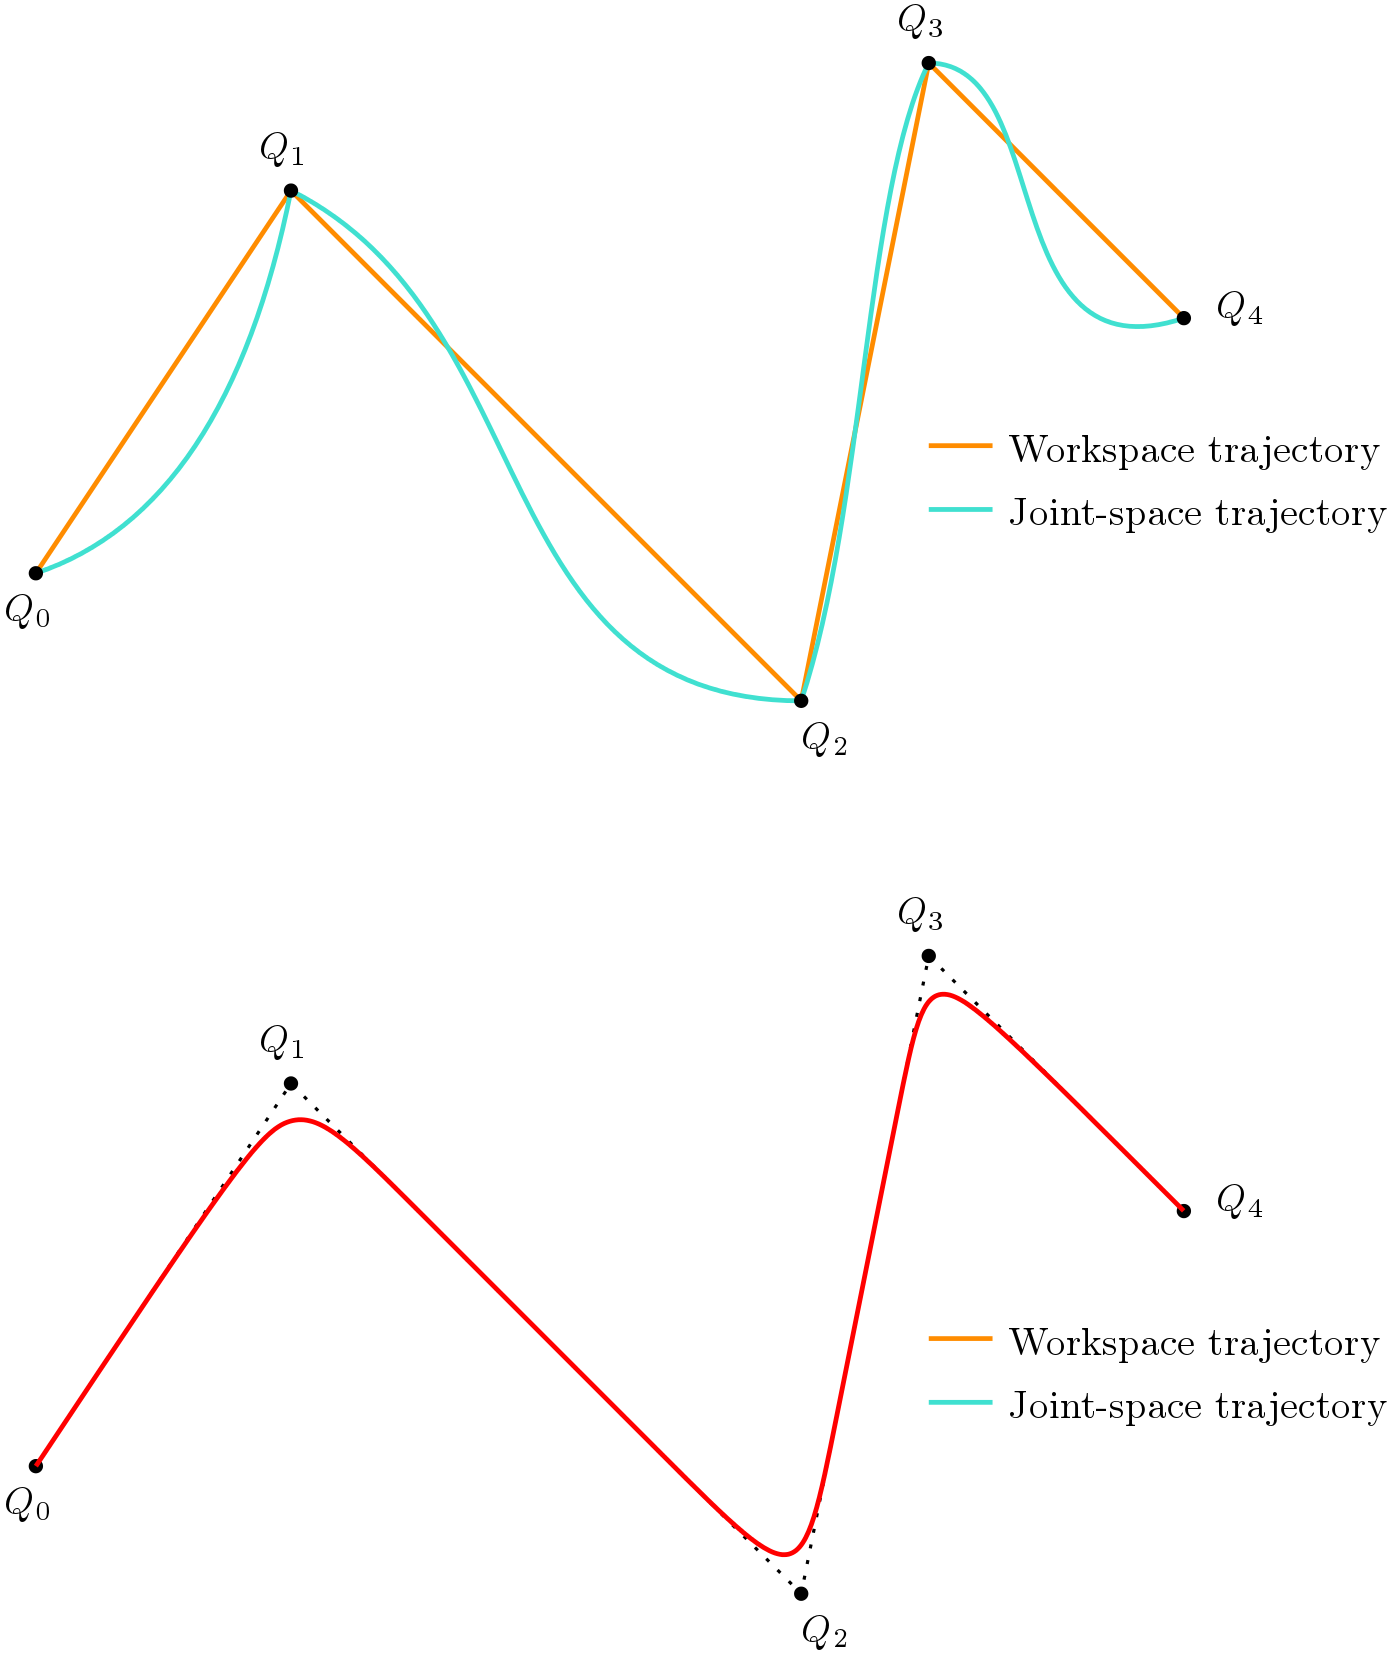 Q₃
Q₁
Q₄
Workspace trajectory
Joint-space trajectory
Q₀
Q₂
Q₃
Q₁
Q₄
Workspace trajectory
Joint-space trajectory
Q₀
Q₂